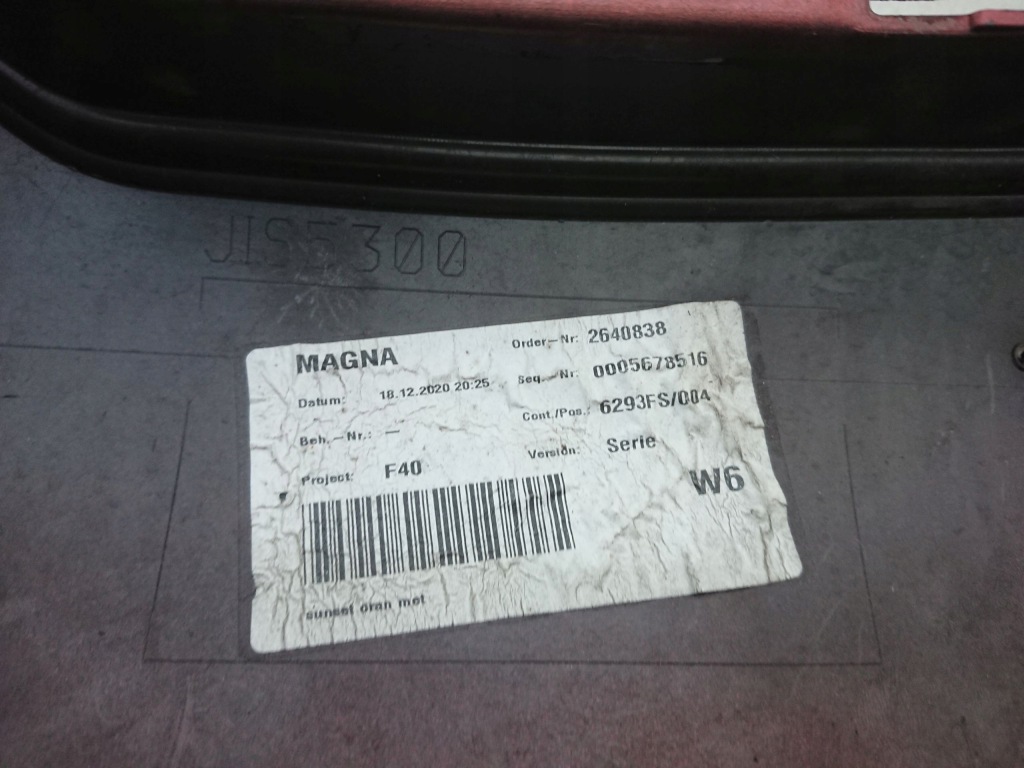 JISE300
MAGNA
Order.-Nr: 2640838
Datum: 18.12.2020 20:25
Seq.-Nr: 0005678516
Beh.-Nr.: —
Cont./Pos.: 6293FS/004
Project: F40
Version: Serie
W6
sunset oran met